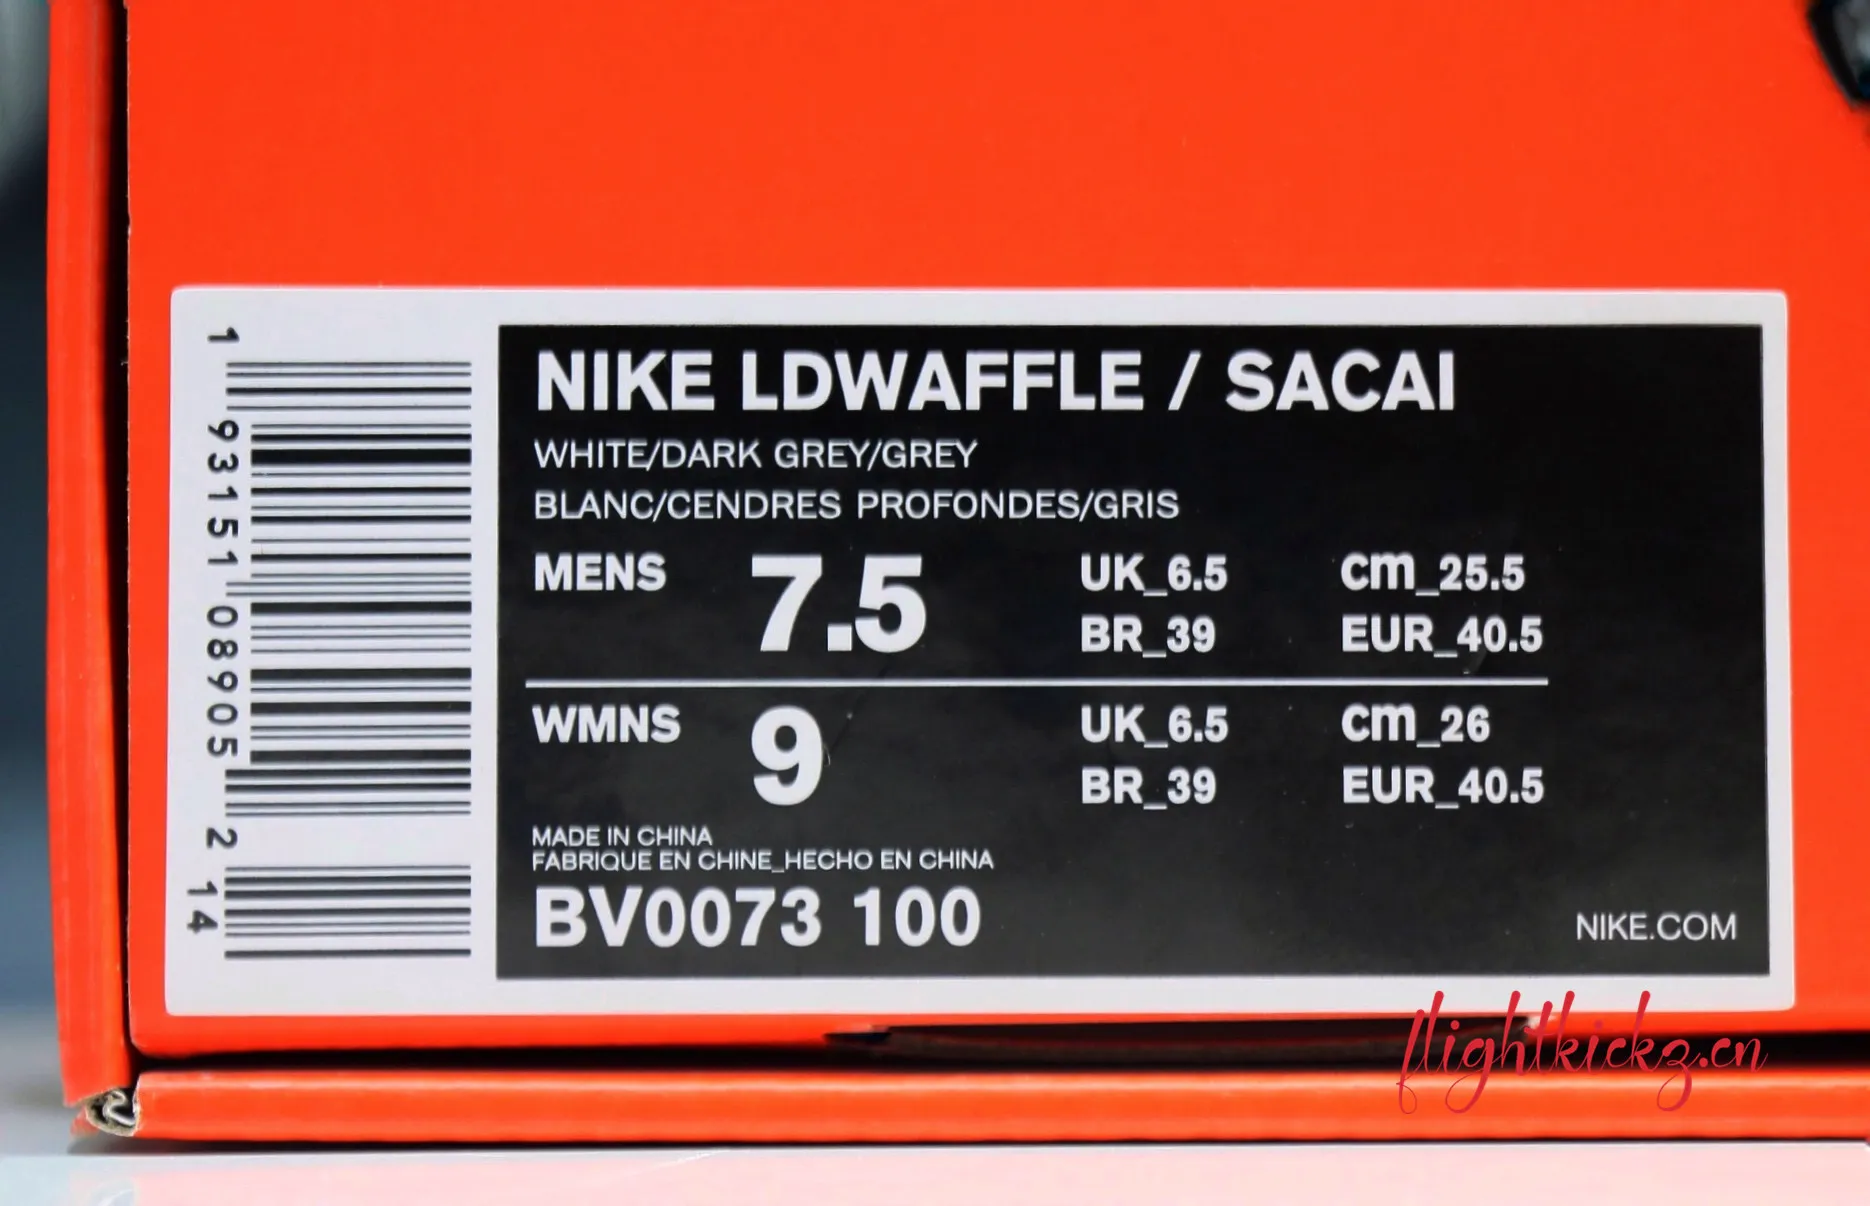 NIKE LDWAFFLE / SACAI
WHITE/DARK GREY/GREY
BLANC/CENDRES PROFONDES/GRIS
MENS 7.5 UK_6.5 cm_25.5
BR_39 EUR_40.5
WMNS 9 UK_6.5 cm_26
BR_39 EUR_40.5
MADE IN CHINA
FABRIQUE EN CHINE_HECHO EN CHINA
BV0073 100
NIKE.COM
1 93151 08905 2 14
flightkickz.cn